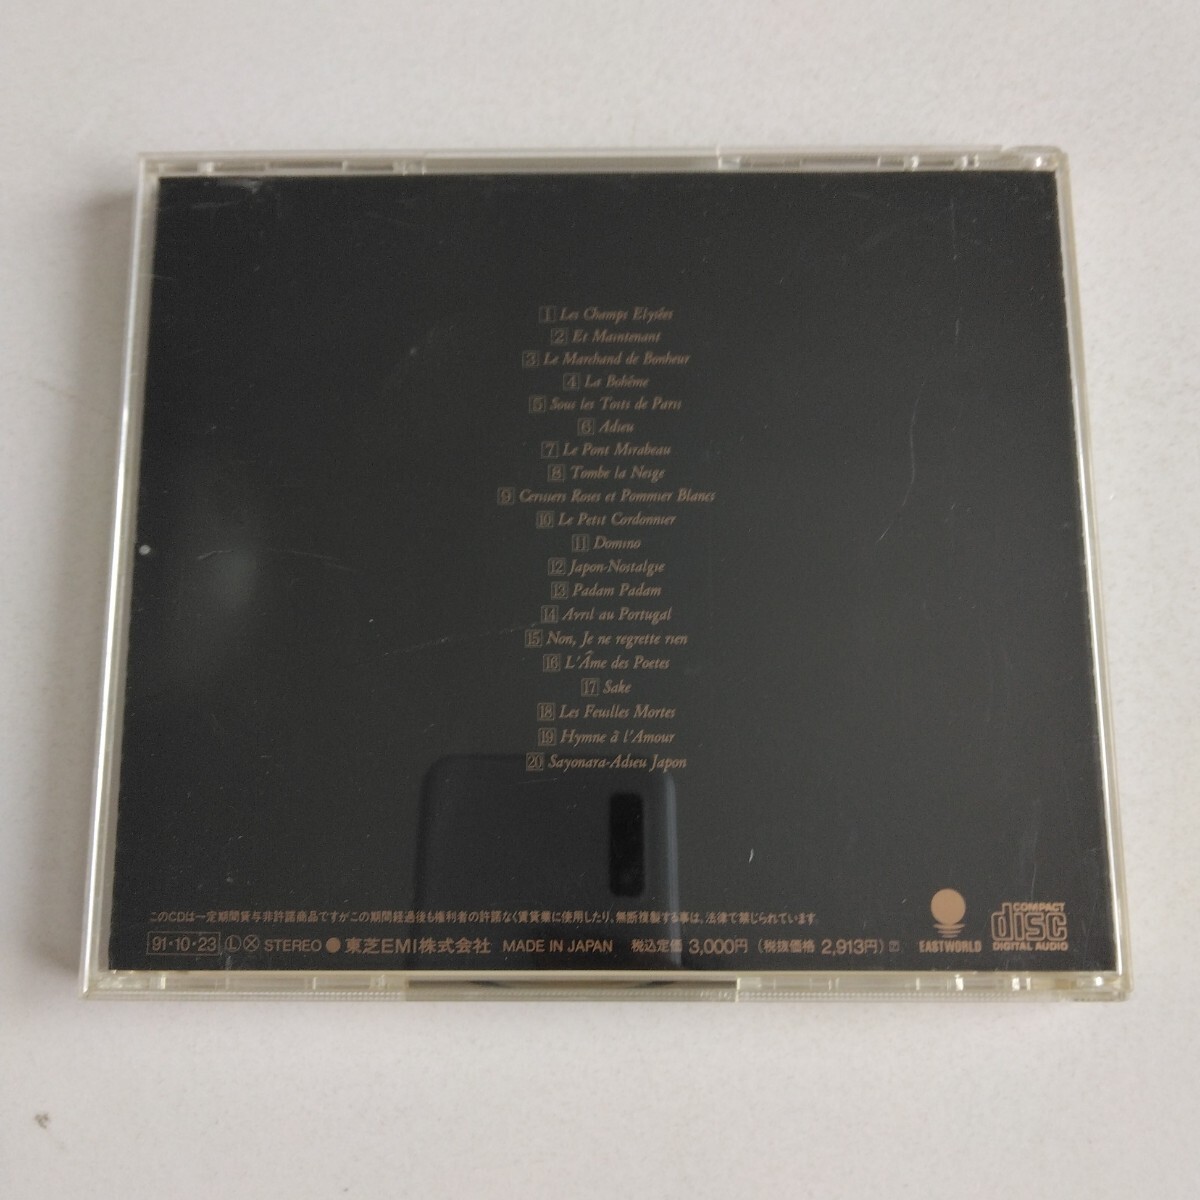 1 Les Champs Elysées
2 Et Maintenant
3 Le Marchand de Bonheur
4 La Bohême
5 Sous les Toits de Paris
6 Adieu
7 Le Pont Mirabeau
8 Tombe la Neige
9 Cerisiers Roses et Pommier Blancs
10 Le Petit Cordonnier
11 Domino
12 Japon-Nostalgie
13 Padam Padam
14 Avril au Portugal
15 Non, Je ne regrette rien
16 L'Âme des Poetes
17 Sake
18 Les Feuilles Mortes
19 Hymne â l'Amour
20 Sayonara-Adieu Japon
このCDは一定期間貸与非許諾商品ですがこの期間経過後も権利者の許諾なく賃貸業に使用したり、無断複製する事は、法律で禁じられています。
91·10·23 Ⓛ Ⓧ STEREO ● 東芝EMI株式会社 MADE IN JAPAN 税込定価 3,000円 (税抜価格 2,913円)
EASTWORLD
COMPACT
disc
DIGITAL AUDIO